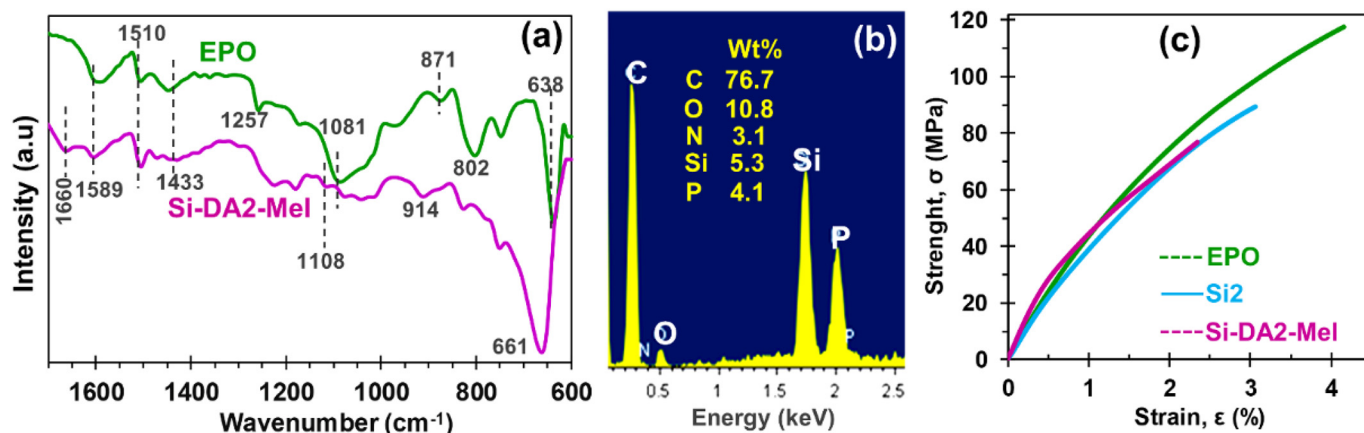 (a)
EPO
1510
871
638
1257
1081
802
1660
1589
1433
Si-DA2-Mel
914
1108
661
Intensity (a.u)
1600 1400 1200 1000 800 600
Wavenumber (cm-1)
(b)
Wt%
C 76.7
O 10.8
N 3.1
Si 5.3
P 4.1
C
N
O
Si
P
P
0.5 1 1.5 2 2.5
Energy (keV)
(c)
Strenght, σ (MPa)
120
100
80
60
40
20
0
EPO
Si2
Si-DA2-Mel
0 1 2 3 4
Strain, ε (%)